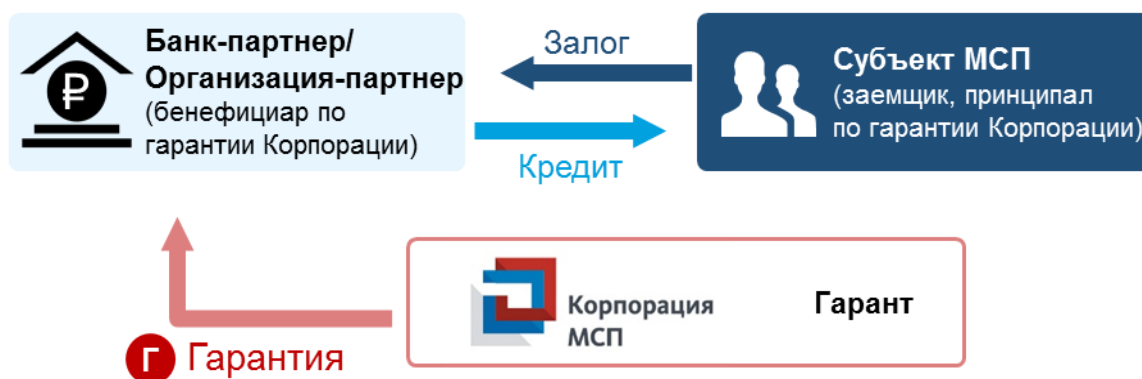 Банк-партнер/
Организация-партнер
(бенефициар по
гарантии Корпорации)
Залог
Кредит
Субъект МСП
(заемщик, принципал
по гарантии Корпорации)
Корпорация
МСП
Гарант
Г Гарантия